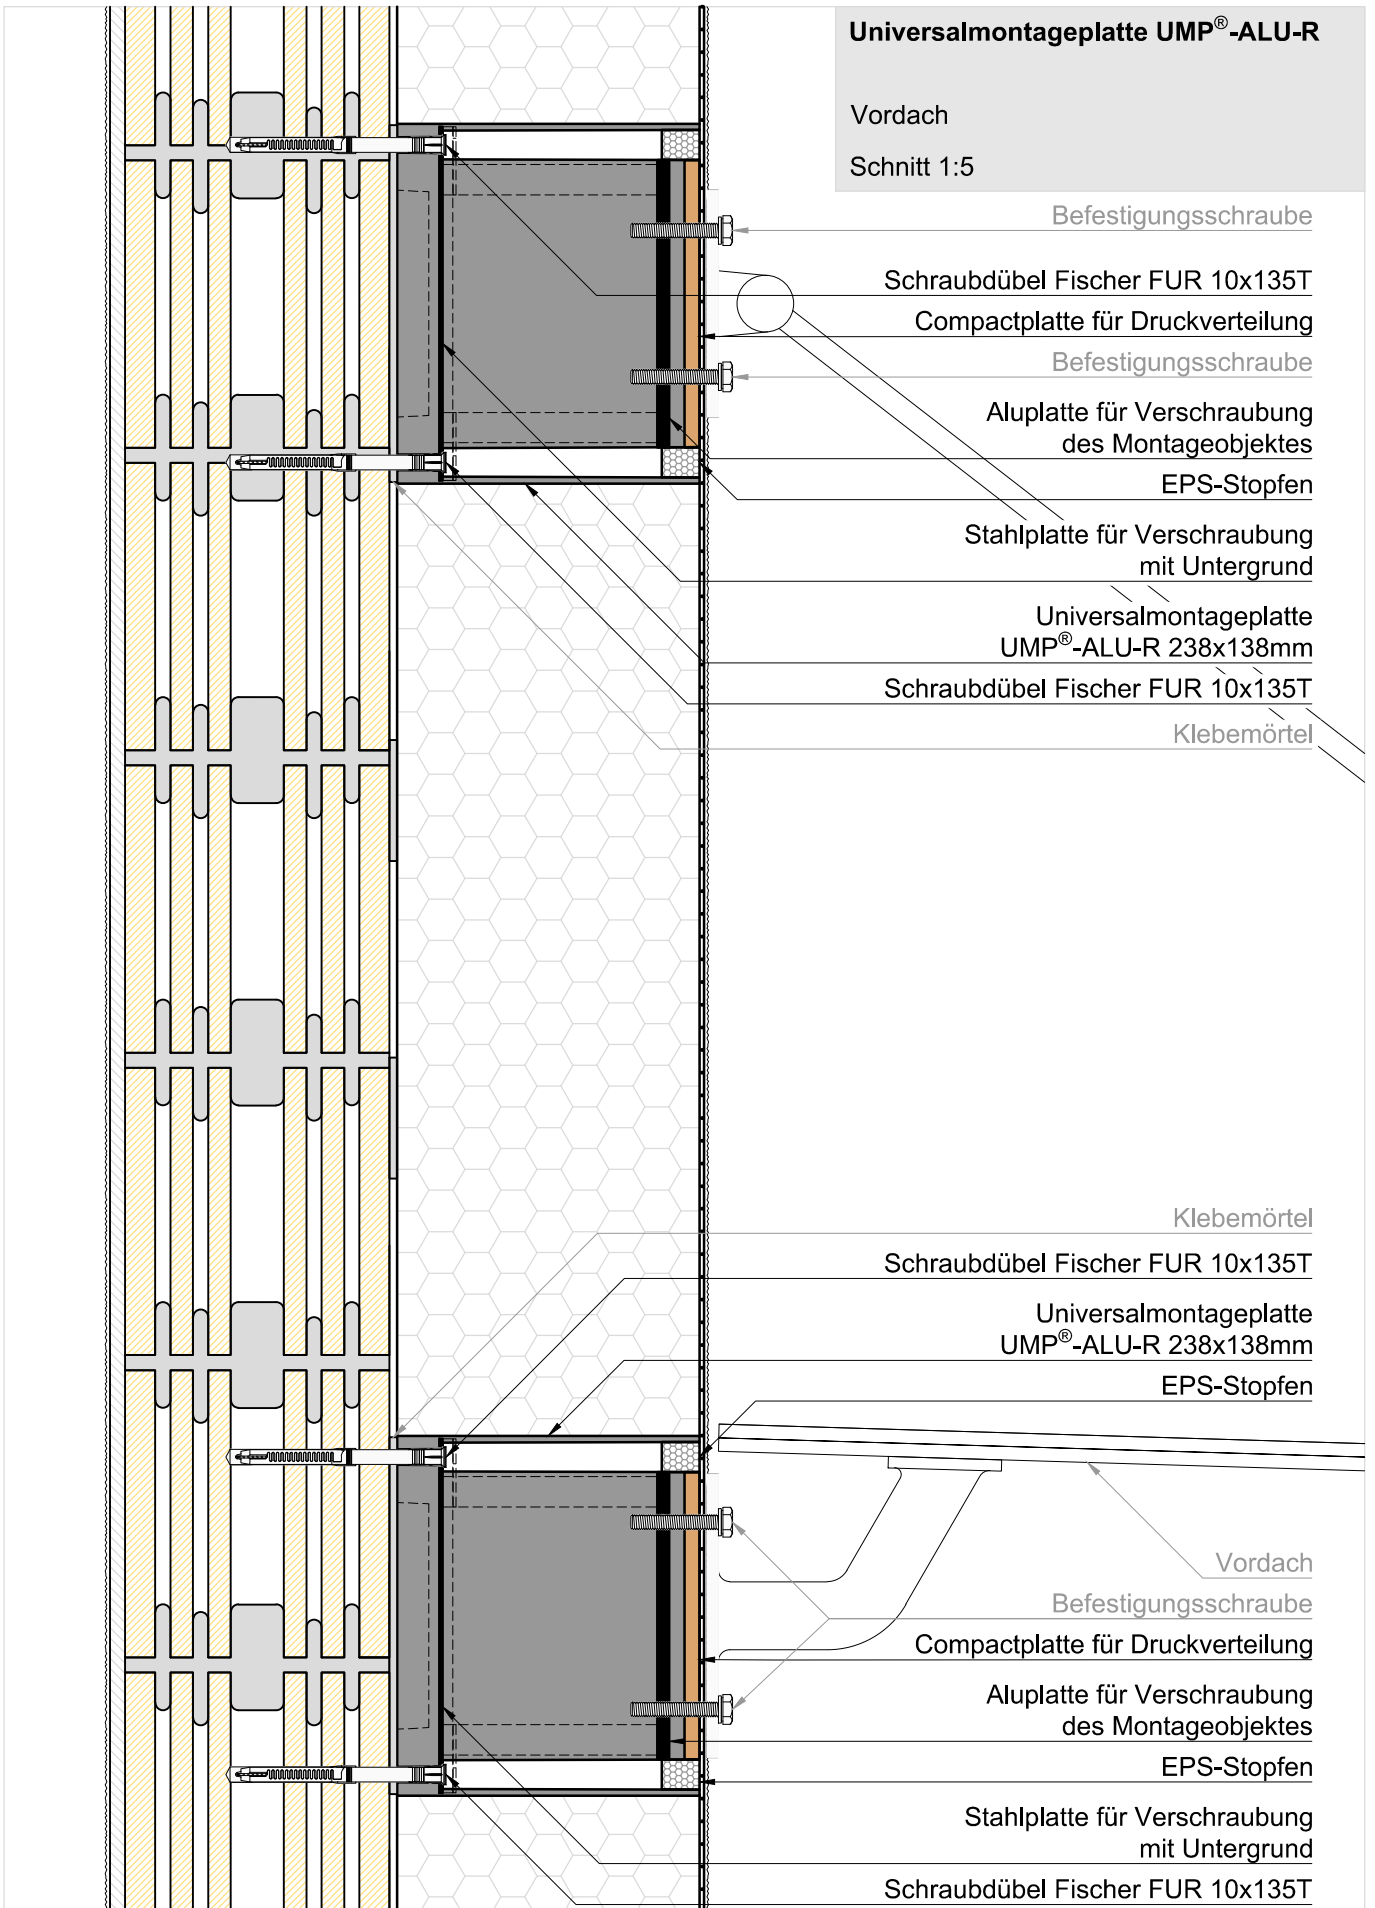 Universalmontageplatte UMP®-ALU-R
Vordach
Schnitt 1:5
Befestigungsschraube
Schraubdübel Fischer FUR 10x135T
Compactplatte für Druckverteilung
Befestigungsschraube
Aluplatte für Verschraubung
des Montageobjektes
EPS-Stopfen
Stahlplatte für Verschraubung
mit Untergrund
Universalmontageplatte
UMP®-ALU-R 238x138mm
Schraubdübel Fischer FUR 10x135T
Klebemörtel
Klebemörtel
Schraubdübel Fischer FUR 10x135T
Universalmontageplatte
UMP®-ALU-R 238x138mm
EPS-Stopfen
Vordach
Befestigungsschraube
Compactplatte für Druckverteilung
Aluplatte für Verschraubung
des Montageobjektes
EPS-Stopfen
Stahlplatte für Verschraubung
mit Untergrund
Schraubdübel Fischer FUR 10x135T